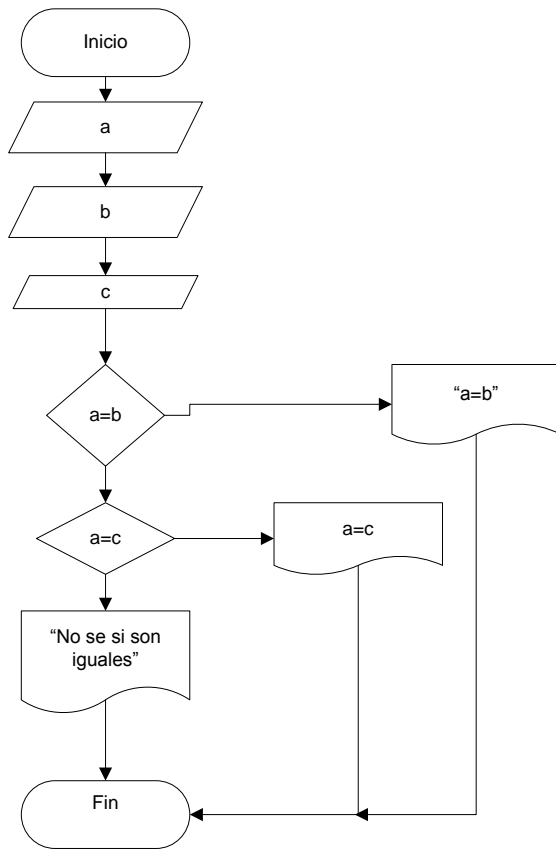 Inicio
a
b
c
a=b
“a=b”
a=c
a=c
“No se si son
iguales”
Fin